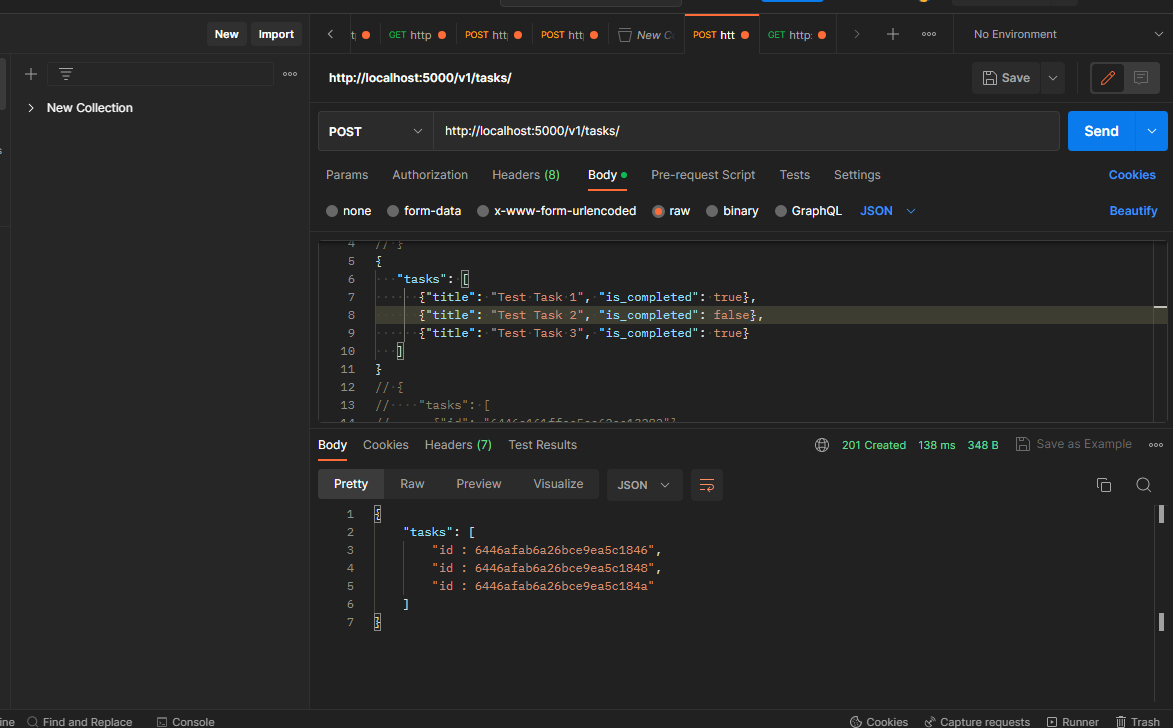 New
Import
GET http
POST htt
POST htt
New C
POST htt
GET http:
No Environment
New Collection
http://localhost:5000/v1/tasks/
Save
POST
http://localhost:5000/v1/tasks/
Send
Params
Authorization
Headers (8)
Body
Pre-request Script
Tests
Settings
Cookies
none
form-data
x-www-form-urlencoded
raw
binary
GraphQL
JSON
Beautify
4 // }
5 {
6 "tasks": [
7 {"title": "Test Task 1", "is_completed": true},
8 {"title": "Test Task 2", "is_completed": false},
9 {"title": "Test Task 3", "is_completed": true}
10 ]
11 }
12 // {
13 // "tasks": [
Body
Cookies
Headers (7)
Test Results
201 Created
138 ms
348 B
Save as Example
Pretty
Raw
Preview
Visualize
JSON
1 {
2 "tasks": [
3 "id : 6446afab6a26bce9ea5c1846",
4 "id : 6446afab6a26bce9ea5c1848",
5 "id : 6446afab6a26bce9ea5c184a"
6 ]
7 }
ine
Find and Replace
Console
Cookies
Capture requests
Runner
Trash